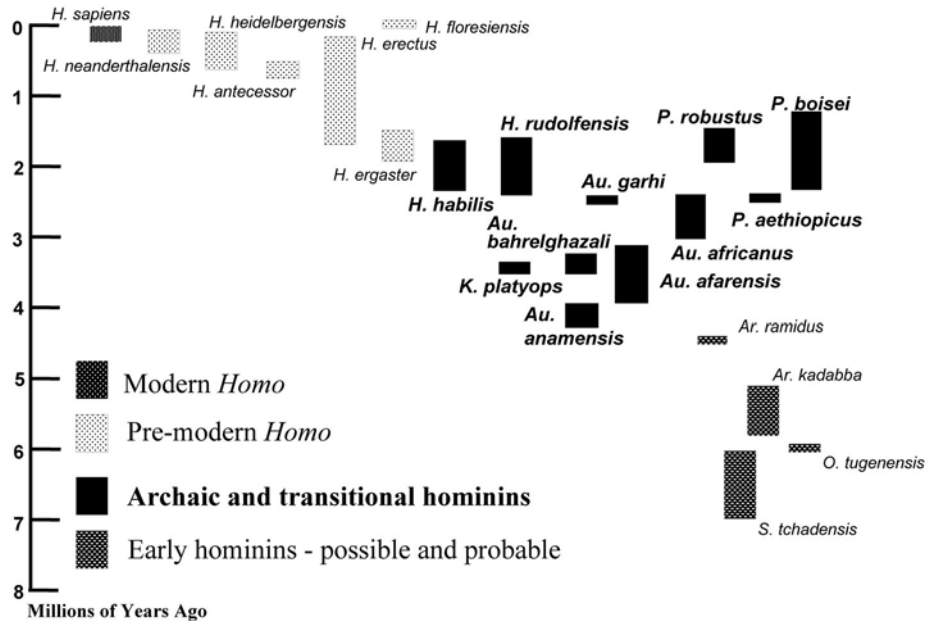 H. sapiens
0
H. heidelbergensis
H. floresiensis
H. erectus
H. neanderthalensis
H. antecessor
1
P. boisei
P. robustus
H. rudolfensis
2
H. ergaster
Au. garhi
H. habilis
P. aethiopicus
Au.
bahrelghazali
3
Au. africanus
K. platyops
Au. afarensis
4
Au.
anamensis
Ar. ramidus
5
Modern Homo
Ar. kadabba
Pre-modern Homo
6
O. tugenensis
Archaic and transitional hominins
7
S. tchadensis
Early hominins - possible and probable
8
Millions of Years Ago